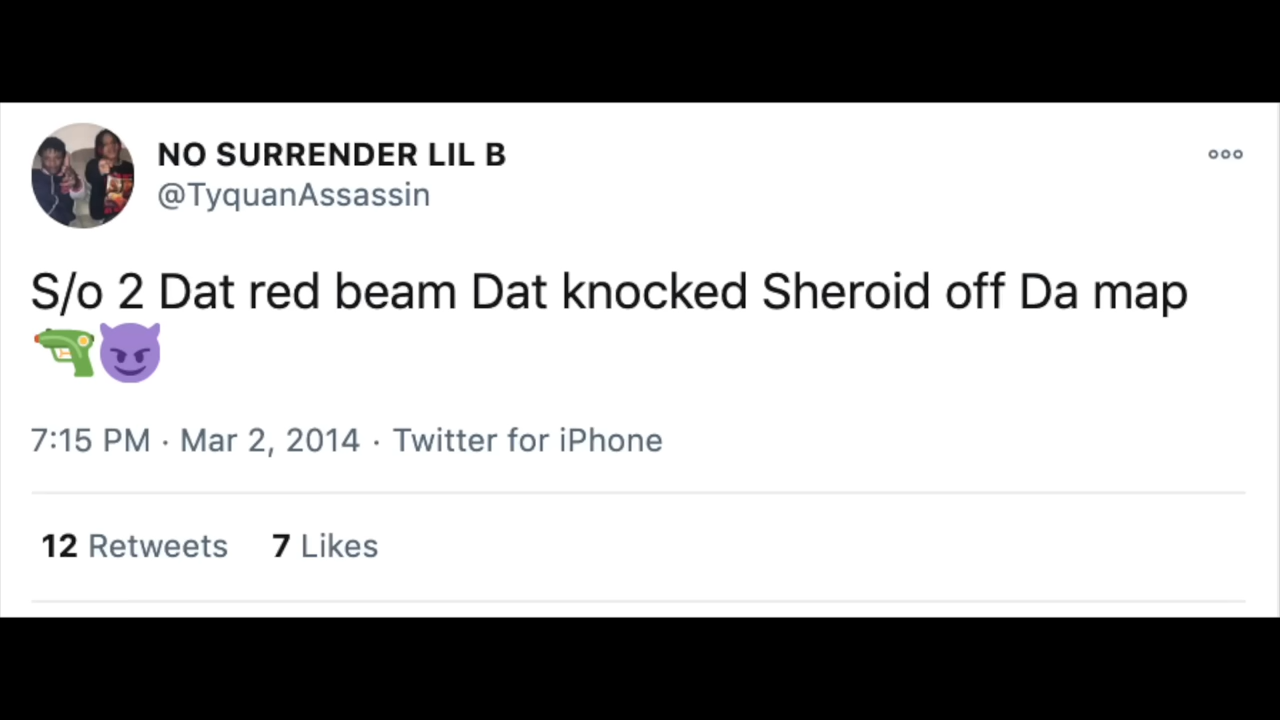 NO SURRENDER LIL B
@TyquanAssassin
S/o 2 Dat red beam Dat knocked Sheroid off Da map
🔫😈
7:15 PM · Mar 2, 2014 · Twitter for iPhone
12 Retweets 7 Likes